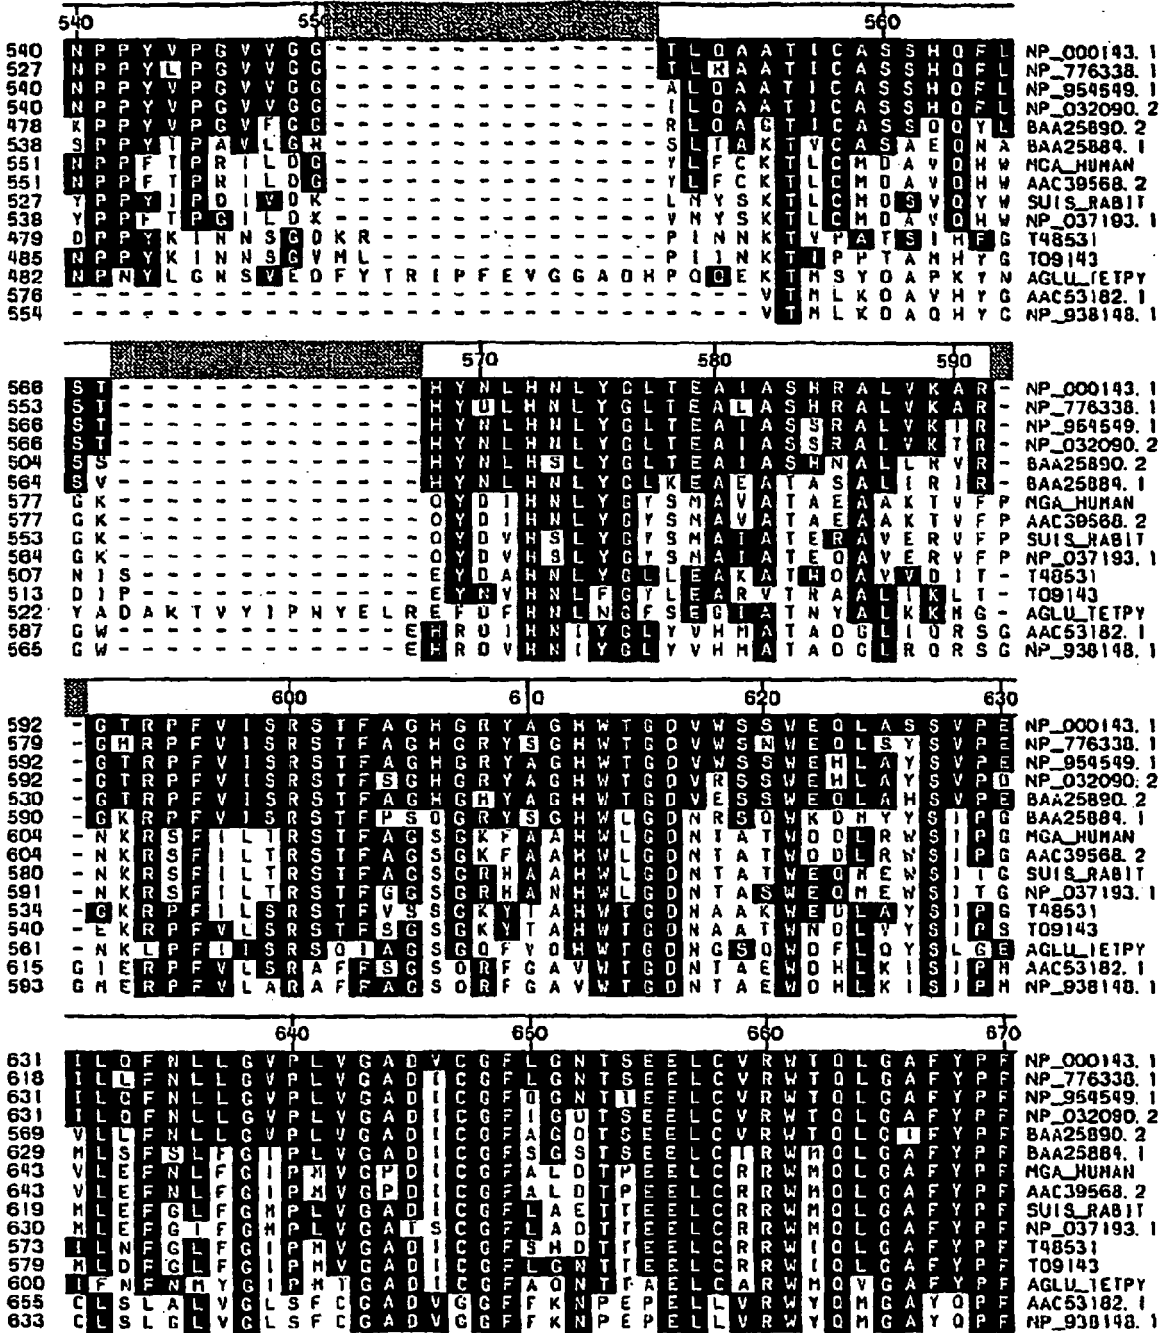 540 550 560
540 N P P Y V P G V V G G - - - - - - - - - - - - - - T L Q A A T I C A S S H Q F L NP_000143.1
527 N P P Y L P G V V G G - - - - - - - - - - - - - - T L H A A T I C A S S H Q F L NP_776338.1
540 N P P Y V P G V V G G - - - - - - - - - - - - - - A L Q A A T I C A S S H Q F L NP_954549.1
540 N P P Y V P G V V G G - - - - - - - - - - - - - - I L Q A A T I C A S S H Q F L NP_032090.2
478 K P P Y V P G V F G G - - - - - - - - - - - - - - R L Q A G T I C A S S Q Q Y L BAA25890.2
538 S P P Y I P A V L G H - - - - - - - - - - - - - - S L T A K T V C A S A E Q N A BAA25884.1
551 N P P F T P R I L D G - - - - - - - - - - - - - - Y L F C K T L C M D A V Q H W MGA_HUMAN
551 N P P F T P R I L D G - - - - - - - - - - - - - - Y L F C K T L C M D A V Q H W AAC39568.2
527 Y P P Y I P D I V D K - - - - - - - - - - - - - - L M Y S K T L C M D S V Q Y W SUIS_RABIT
538 Y P P F T P G I L D K - - - - - - - - - - - - - - V M Y S K T L C M D A V Q H W NP_037193.1
479 D P P Y K I N N S G D K R - - - - - - - - - - - - P I N N K T V P A T S I H F G T48531
485 N P P Y K I N N S G V M L - - - - - - - - - - - - P I I N K T I P P T A M H Y G T09143
482 N P N Y L G N S V E D F Y T R I P F E V G G A D H P Q Q E K T M S Y D A P K Y N AGLU_TETPY
576 - - - - - - - - - - - - - - - - - - - - - - - - - - - - - V T M L K D A V H Y G AAC53182.1
554 - - - - - - - - - - - - - - - - - - - - - - - - - - - - - V T M L K D A Q H Y G NP_938148.1
570 580 590
566 S T - - - - - - - - - - - - - H Y N L H N L Y G L T E A I A S H R A L V K A R - NP_000143.1
553 S T - - - - - - - - - - - - - H Y D L H N L Y G L T E A L A S H R A L V K A R - NP_776338.1
566 S T - - - - - - - - - - - - - H Y N L H N L Y G L T E A I A S S R A L V K I R - NP_954549.1
566 S T - - - - - - - - - - - - - H Y N L H N L Y G L T E A I A S S R A L V K T R - NP_032090.2
504 S S - - - - - - - - - - - - - H Y N L H S L Y G L T E A I A S H N A L L R V R - BAA25890.2
564 S V - - - - - - - - - - - - - H Y N L H N L Y G L K E A E A T A S A L I R I R - BAA25884.1
577 G K - - - - - - - - - - - - - Q Y D I H N L Y G Y S M A V A T A E A A K T V F P MGA_HUMAN
577 G K - - - - - - - - - - - - - Q Y D I H N L Y G Y S M A V A T A E A A K T V F P AAC39568.2
553 G K - - - - - - - - - - - - - Q Y D V H S L Y G Y S M A I A T E R A V E R V F P SUIS_RABIT
564 G K - - - - - - - - - - - - - Q Y D V H S L Y G Y S M A I A T E Q A V E R V F P NP_037193.1
507 N I S - - - - - - - - - - - - E Y D A H N L Y G L L E A K A T H Q A V V D I T - T48531
513 D I P - - - - - - - - - - - - E Y N V H N L F G Y L E A R V T R A A L I K L T - T09143
522 Y A D A K T V Y I P N Y E L R E F D F H N L N G F S E G I A T N Y A L K K M G - AGLU_TETPY
587 G W - - - - - - - - - - - - E H R D I H N I Y G L Y V H M A T A D G L I Q R S G AAC53182.1
565 G W - - - - - - - - - - - - E H R D V H N I Y G L Y V H M A T A D G L R Q R S G NP_938148.1
600 610 620 630
592 - G T R P F V I S R S T F A G H G R Y A G H W T G D V W S S W E Q L A S S V P E NP_000143.1
579 - G H R P F V I S R S T F A G H G R Y S G H W T G D V W S N W E Q L S Y S V P E NP_776338.1
592 - G T R P F V I S R S T F A G H G R Y A G H W T G D V W S S W E H L A Y S V P E NP_954549.1
592 - G T R P F V I S R S T F S G H G R Y A G H W T G D V R S S W E H L A Y S V P D NP_032090.2
530 - G T R P F V I S R S T F A G H G H Y A G H W T G D V E S S W E Q L A H S V P E BAA25890.2
590 - G K R P F V I S R S T F P S Q G R Y S G H W L G D N R S Q W K D M Y Y S I P G BAA25884.1
604 - N K R S F I L T R S T F A G S G K F A A H W L G D N T A T W D D L R W S I P G MGA_HUMAN
604 - N K R S F I L T R S T F A G S G K F A A H W L G D N T A T W D D L R W S I P G AAC39568.2
580 - N K R S F I L T R S T F A G S G R H A A H W L G D N T A T W E Q M E W S I T G SUIS_RABIT
591 - N K R S F I L T R S T F G G S G R H A N H W L G D N T A S W E Q M E W S I T G NP_037193.1
534 - G K R P F I L S R S T F V S S G K Y T A H W T G D N A A K W E D L A Y S I P G T48531
540 - E K R P F V L S R S T F S G S G K Y T A H W T G D N A A T W N D L V Y S I P S T09143
561 - N K L P F I I S R S Q I A G S G Q F V Q H W T G D N G S Q W D F L Q Y S L G E AGLU_TETPY
615 G I E R P F V L S R A F F S G S Q R F G A V W T G D N T A E W D H L K I S I P M AAC53182.1
593 G M E R P F V L A R A F F A G S Q R F G A V W T G D N T A E W D H L K I S I P M NP_938148.1
640 650 660 670
631 I L Q F N L L G V P L V G A D V C G F L G N T S E E L C V R W T Q L G A F Y P F NP_000143.1
618 I L L F N L L G V P L V G A D I C G F L G N T S E E L C V R W T Q L G A F Y P F NP_776338.1
631 I L C F N L L G V P L V G A D I C G F Q G N T I E E L C V R W T Q L G A F Y P F NP_954549.1
631 I L Q F N L L G V P L V G A D I C G F I G D T S E E L C V R W T Q L G A F Y P F NP_032090.2
569 V L L F N L L G V P L V G A D I C G F A G D T S E E L C V R W T Q L G I F Y P F BAA25890.2
629 M L S F S L F G I P L V G A D I C G F S G S T S E E L C T R W M Q L G A F Y P F BAA25884.1
643 V L E F N L F G I P M V G P D I C G F A L D T P E E L C R R W M Q L G A F Y P F MGA_HUMAN
643 V L E F N L F G I P M V G P D I C G F A L D T P E E L C R R W M Q L G A F Y P F AAC39568.2
619 M L E F G L F G M P L V G A D I C G F L A E T T E E L C R R W M Q L G A F Y P F SUIS_RABIT
630 M L E F G I F G M P L V G A T S C G F L A D T T E E L C R R W M Q L G A F Y P F NP_037193.1
573 I L N F G L F G I P M V G A D I C G F S H D T T E E L C R R W I Q L G A F Y P F T48531
579 M L D F G L F G I P M V G A D I C G F L G N T T E E L C R R W I Q L G A F Y P F T09143
600 I F N F N M Y G I P M T G A D I C G F A Q N T T A E L C A R W M Q V G A F Y P F AGLU_TETPY
655 C L S L A L V G L S F C G A D V G G F F K N P E P E L L V R W Y Q M G A Y Q P F AAC53182.1
633 C L S L G L V G L S F C G A D V G G F F K N P E P E L L V R W Y Q M G A Y Q P F NP_938148.1